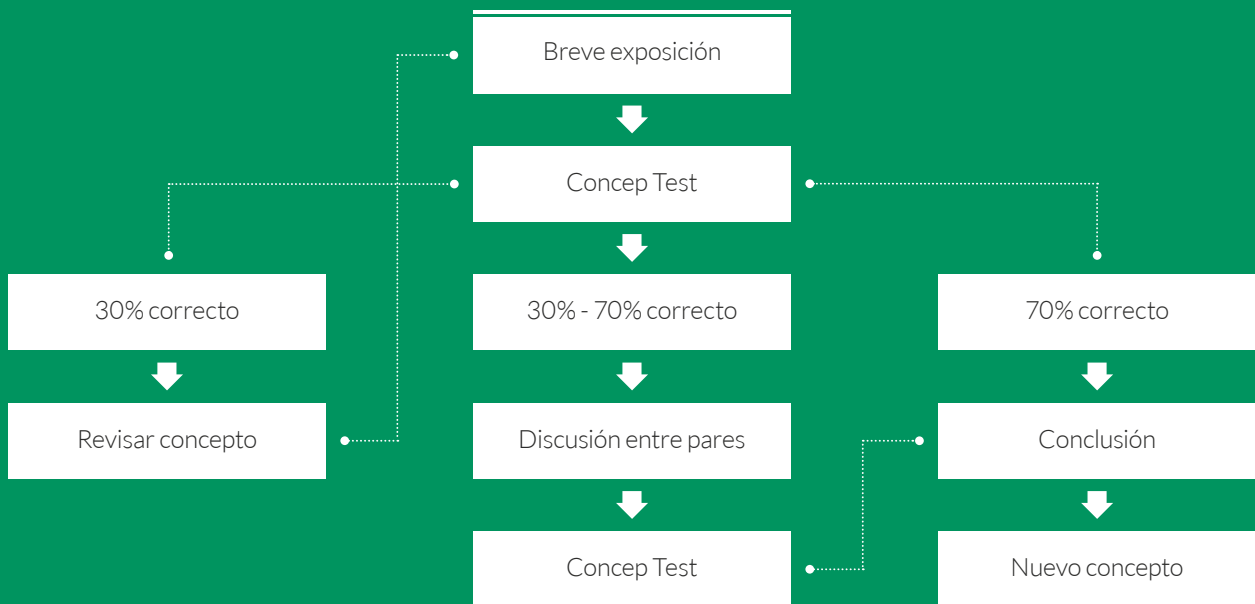 Breve exposición
Concep Test
30% correcto
30% - 70% correcto
70% correcto
Revisar concepto
Discusión entre pares
Conclusión
Concep Test
Nuevo concepto